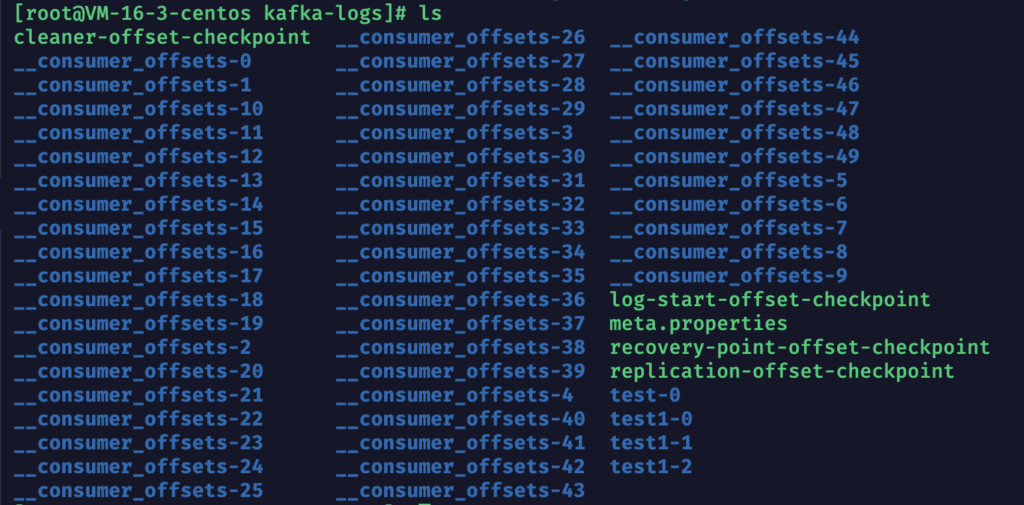 [root@VM-16-3-centos kafka-logs]# ls
cleaner-offset-checkpoint __consumer_offsets-26 __consumer_offsets-44
__consumer_offsets-0 __consumer_offsets-27 __consumer_offsets-45
__consumer_offsets-1 __consumer_offsets-28 __consumer_offsets-46
__consumer_offsets-10 __consumer_offsets-29 __consumer_offsets-47
__consumer_offsets-11 __consumer_offsets-3 __consumer_offsets-48
__consumer_offsets-12 __consumer_offsets-30 __consumer_offsets-49
__consumer_offsets-13 __consumer_offsets-31 __consumer_offsets-5
__consumer_offsets-14 __consumer_offsets-32 __consumer_offsets-6
__consumer_offsets-15 __consumer_offsets-33 __consumer_offsets-7
__consumer_offsets-16 __consumer_offsets-34 __consumer_offsets-8
__consumer_offsets-17 __consumer_offsets-35 __consumer_offsets-9
__consumer_offsets-18 __consumer_offsets-36 log-start-offset-checkpoint
__consumer_offsets-19 __consumer_offsets-37 meta.properties
__consumer_offsets-2 __consumer_offsets-38 recovery-point-offset-checkpoint
__consumer_offsets-20 __consumer_offsets-39 replication-offset-checkpoint
__consumer_offsets-21 __consumer_offsets-4 test-0
__consumer_offsets-22 __consumer_offsets-40 test1-0
__consumer_offsets-23 __consumer_offsets-41 test1-1
__consumer_offsets-24 __consumer_offsets-42 test1-2
__consumer_offsets-25 __consumer_offsets-43